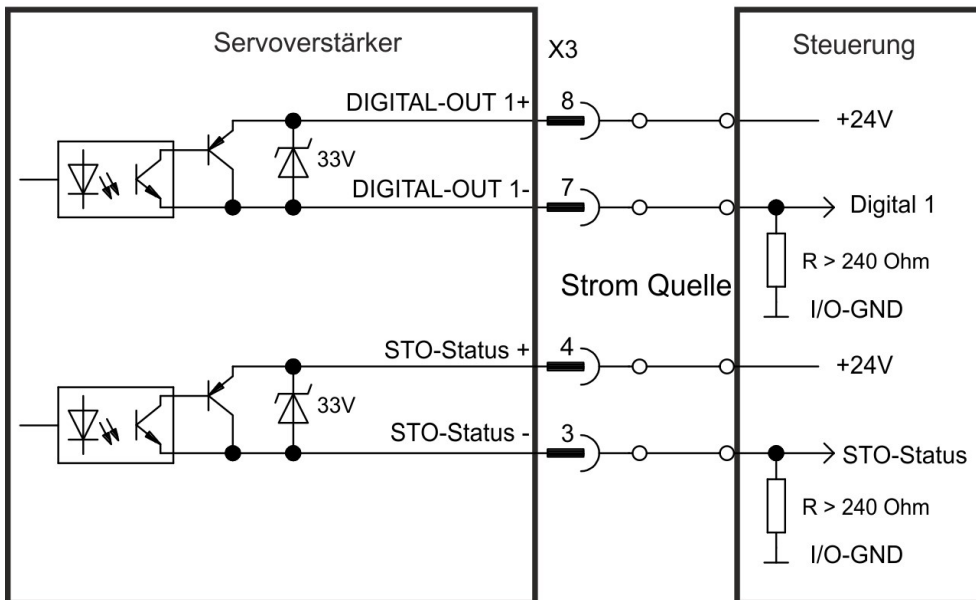 Servoverstärker
X3
Steuerung
DIGITAL-OUT 1+
8
+24V
33V
DIGITAL-OUT 1-
7
Digital 1
R > 240 Ohm
Strom Quelle
I/O-GND
STO-Status +
4
+24V
33V
STO-Status -
3
STO-Status
R > 240 Ohm
I/O-GND